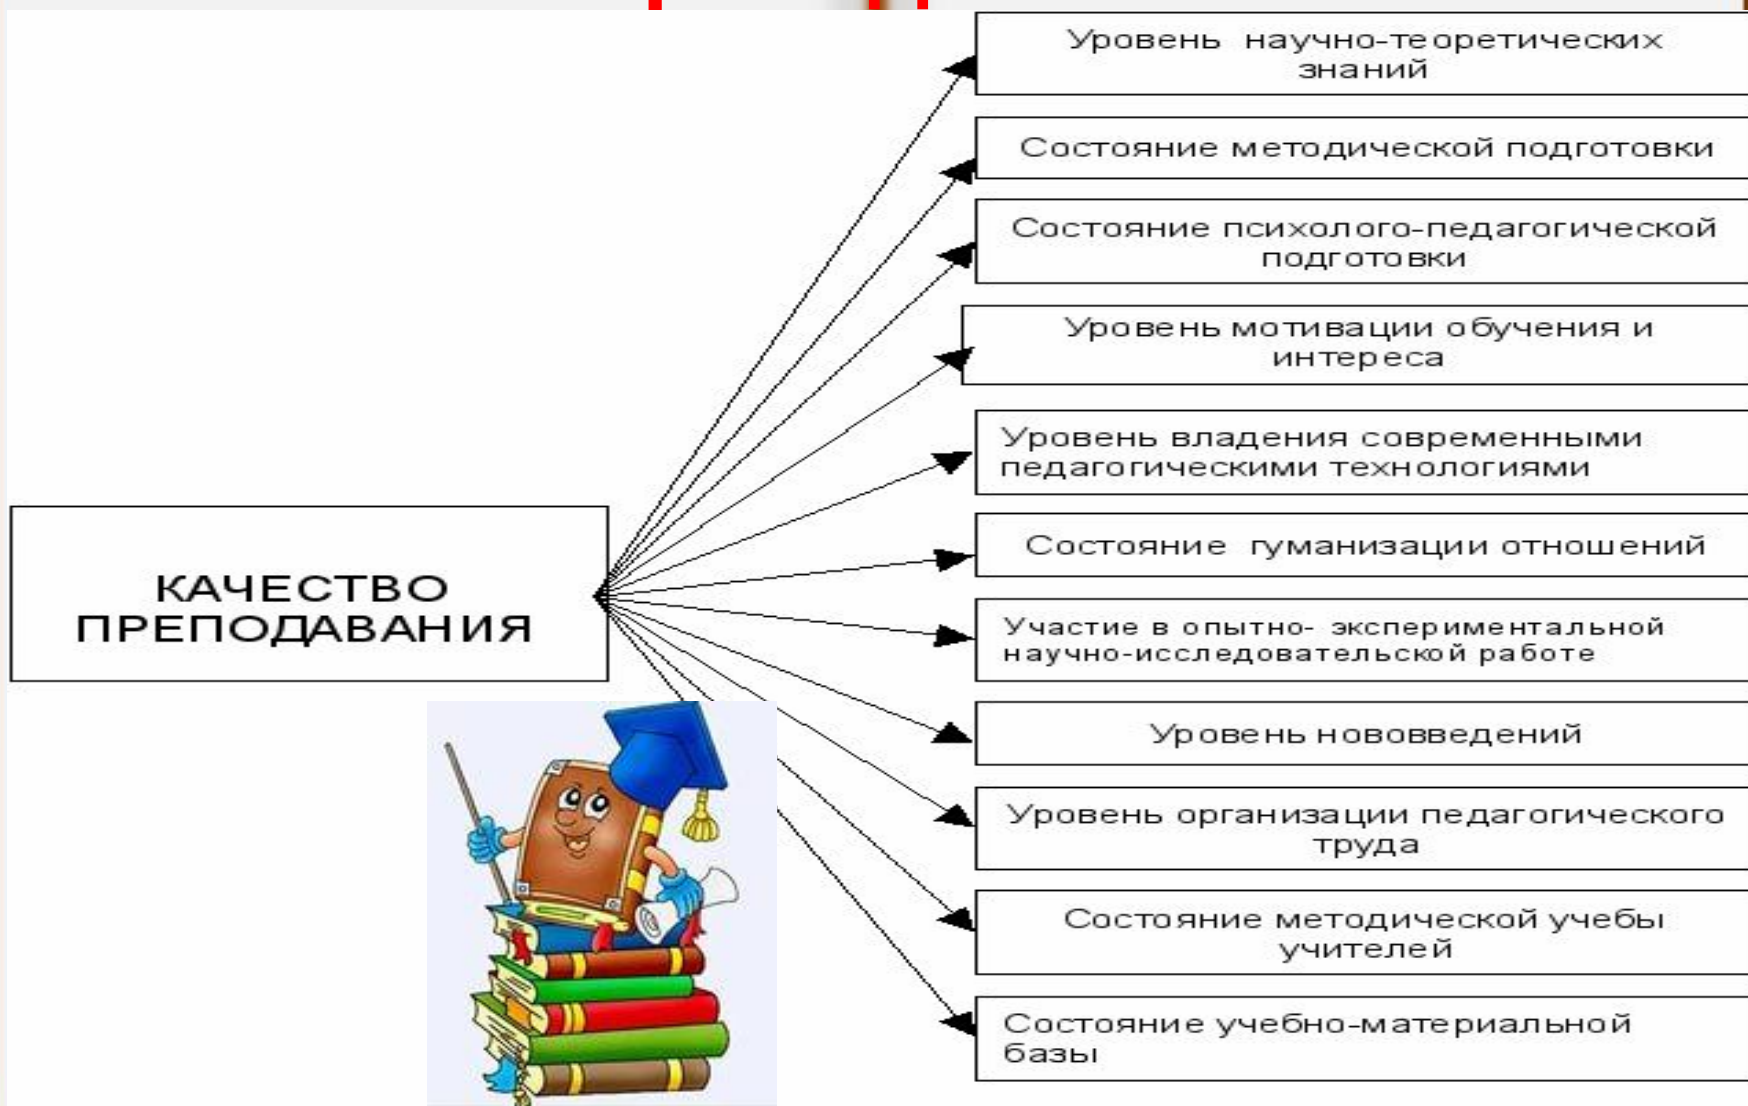 Уровень научно-теоретических
знаний
Состояние методической подготовки
Состояние психолого-педагогической
подготовки
Уровень мотивации обучения и
интереса
Уровень владения современными
педагогическими технологиями
Состояние гуманизации отношений
КАЧЕСТВО
ПРЕПОДАВАНИЯ
Участие в опытно- экспериментальной
научно-исследовательской работе
Уровень нововведений
Уровень организации педагогического
труда
Состояние методической учебы
учителей
Состояние учебно-материальной
базы